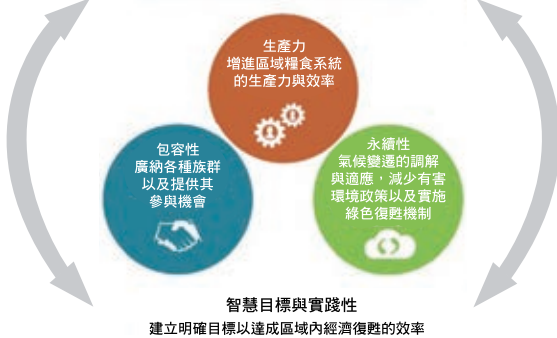 生產力
增進區域糧食系統
的生產力與效率
包容性
廣納各種族群
以及提供其
參與機會
永續性
氣候變遷的調解
與適應，減少有害
環境政策以及實施
綠色復甦機制
智慧目標與實踐性
建立明確目標以達成區域內經濟復甦的效率